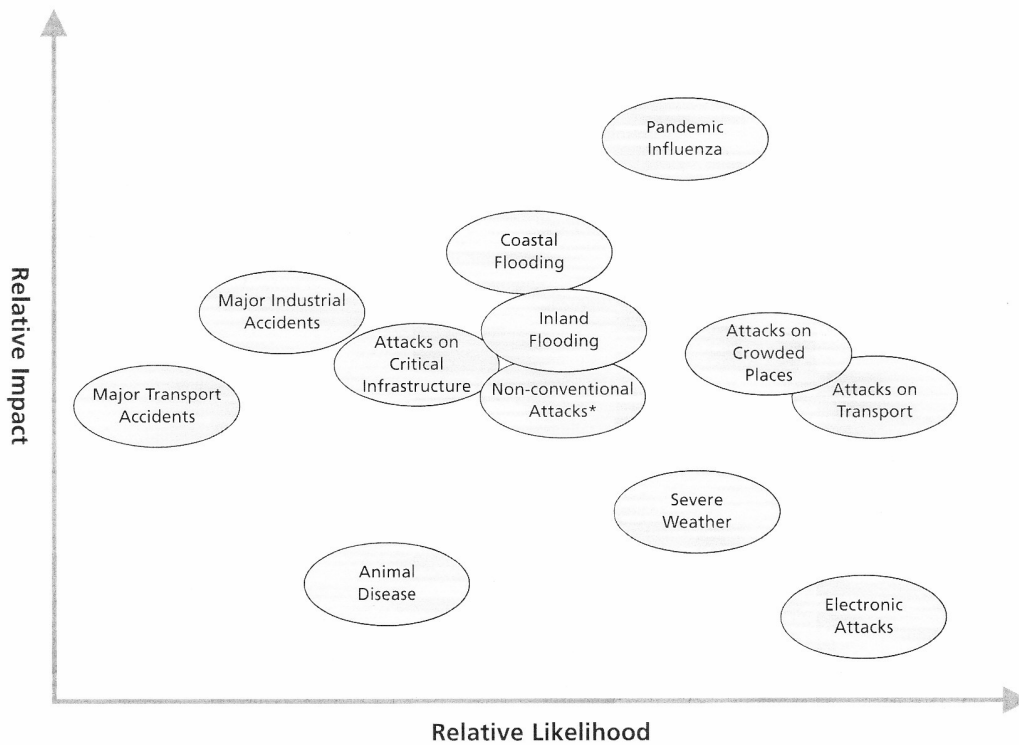 Pandemic
Influenza
Coastal
Flooding
Major Industrial
Accidents
Inland
Flooding
Attacks on
Critical
Infrastructure
Attacks on
Crowded
Places
Major Transport
Accidents
Non-conventional
Attacks*
Attacks on
Transport
Severe
Weather
Animal
Disease
Electronic
Attacks
Relative Impact
Relative Likelihood